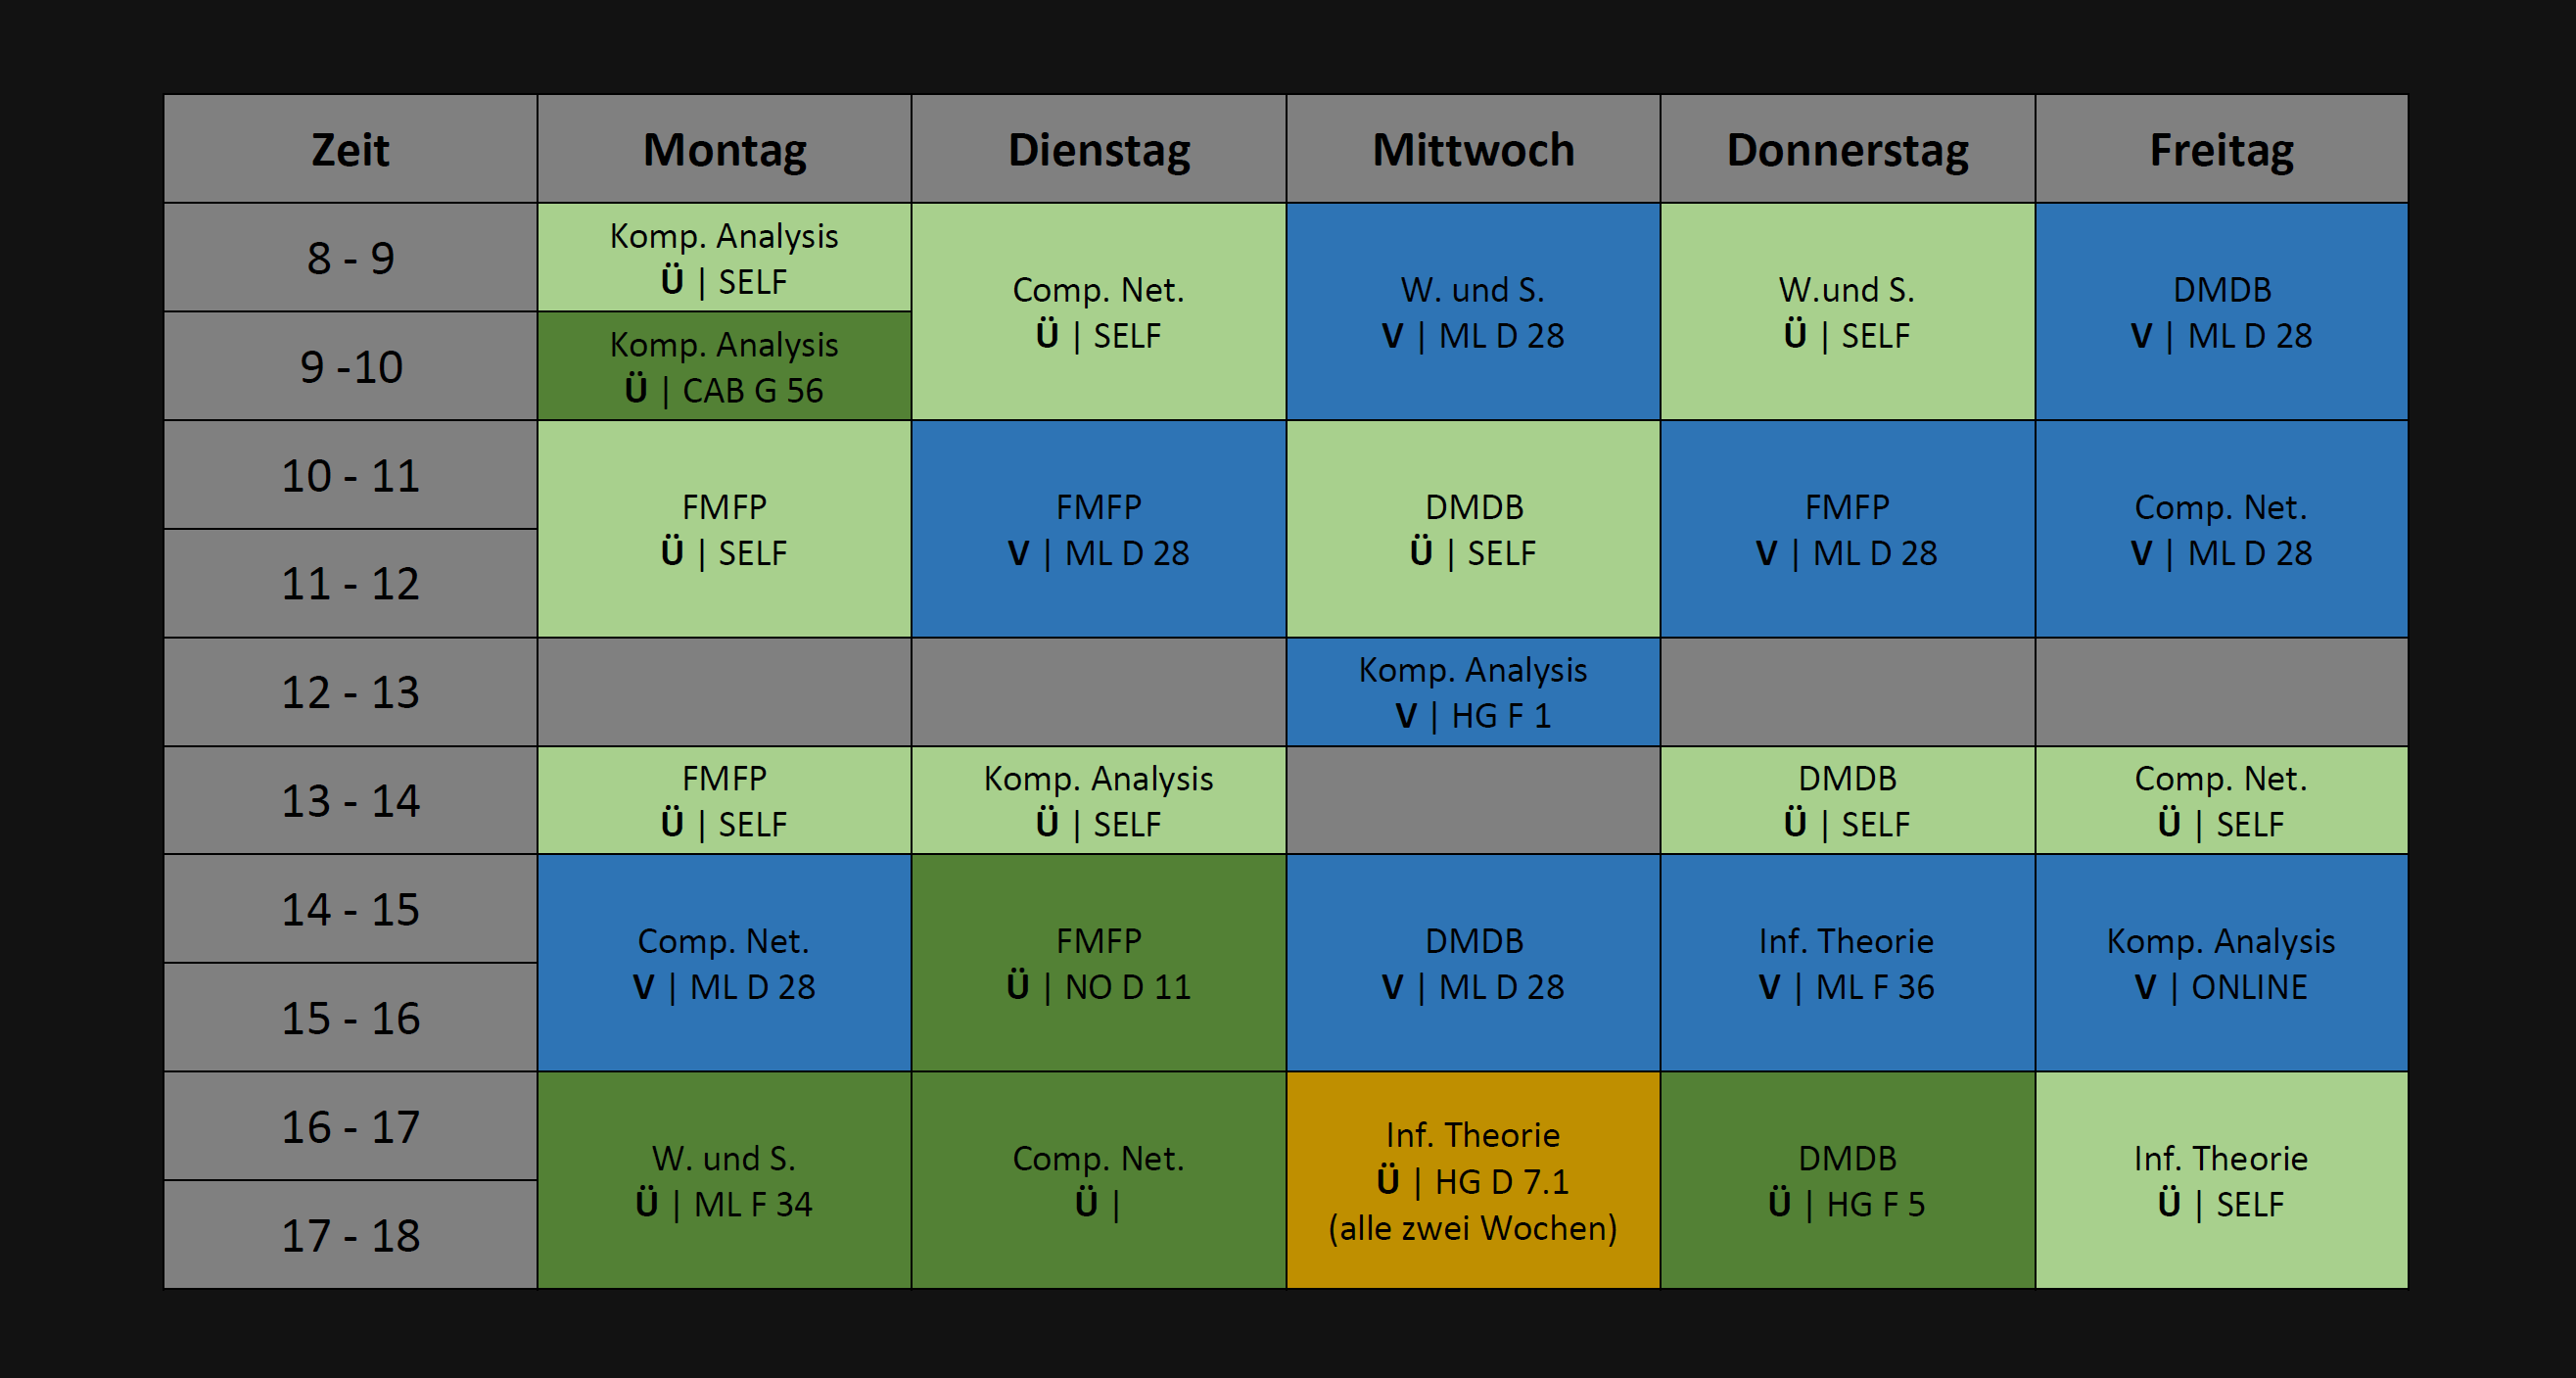 Zeit Montag Dienstag Mittwoch Donnerstag Freitag
8 - 9
Komp. Analysis
Ü | SELF
Comp. Net.
Ü | SELF
W. und S.
V | ML D 28
W.und S.
Ü | SELF
DMDB
V | ML D 28
9 -10
Komp. Analysis
Ü | CAB G 56
10 - 11
FMFP
Ü | SELF
FMFP
V | ML D 28
DMDB
Ü | SELF
FMFP
V | ML D 28
Comp. Net.
V | ML D 28
11 - 12
12 - 13
Komp. Analysis
V | HG F 1
13 - 14
FMFP
Ü | SELF
Komp. Analysis
Ü | SELF
DMDB
Ü | SELF
Comp. Net.
Ü | SELF
14 - 15
Comp. Net.
V | ML D 28
FMFP
Ü | NO D 11
DMDB
V | ML D 28
Inf. Theorie
V | ML F 36
Komp. Analysis
V | ONLINE
15 - 16
16 - 17
W. und S.
Ü | ML F 34
Comp. Net.
Ü |
Inf. Theorie
Ü | HG D 7.1
(alle zwei Wochen)
DMDB
Ü | HG F 5
Inf. Theorie
Ü | SELF
17 - 18